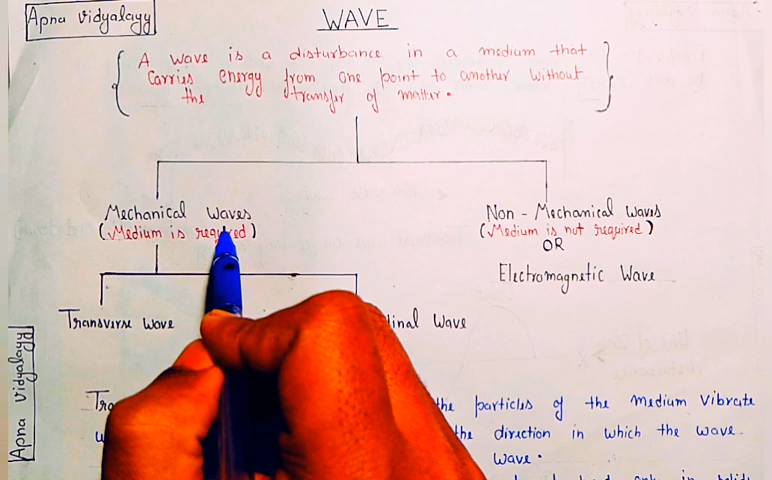 Apna Vidyalayy
WAVE
A wave is a disturbance in a medium that
Carries energy from one point to another without
the transfer of matter.
Mechanical Waves
(Medium is required)
Non - Mechanical Waves
(Medium is not required)
OR
Electromagnetic Wave
Transverse Wave
dinal Wave
Apna Vidyalayy
Tra
the particles of the medium vibrate
the direction in which the wave
wave.